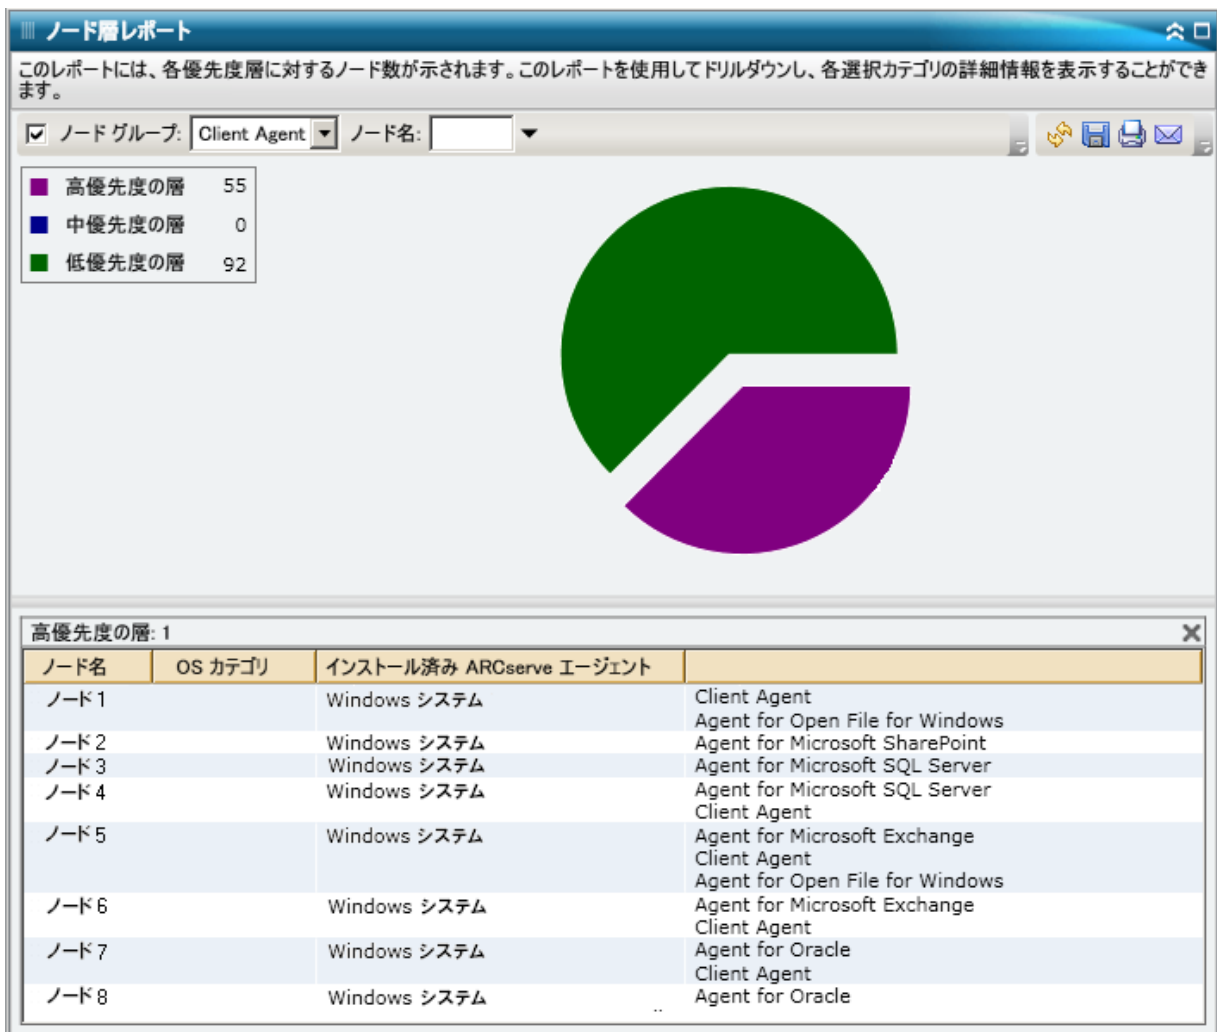 ノード層レポート
このレポートには、各優先度層に対するノード数が示されます。このレポートを使用してドリルダウンし、各選択カテゴリの詳細情報を表示することができ
ます。
ノード グループ: Client Agent ノード名:
高優先度の層 55
中優先度の層 0
低優先度の層 92
高優先度の層: 1
ノード名 OS カテゴリ インストール済み ARCserve エージェント
ノード 1 Windows システム Client Agent
Agent for Open File for Windows
ノード 2 Windows システム Agent for Microsoft SharePoint
ノード 3 Windows システム Agent for Microsoft SQL Server
ノード 4 Windows システム Agent for Microsoft SQL Server
Client Agent
ノード 5 Windows システム Agent for Microsoft Exchange
Client Agent
Agent for Open File for Windows
ノード 6 Windows システム Agent for Microsoft Exchange
Client Agent
ノード 7 Windows システム Agent for Oracle
Client Agent
ノード 8 Windows システム Agent for Oracle
..